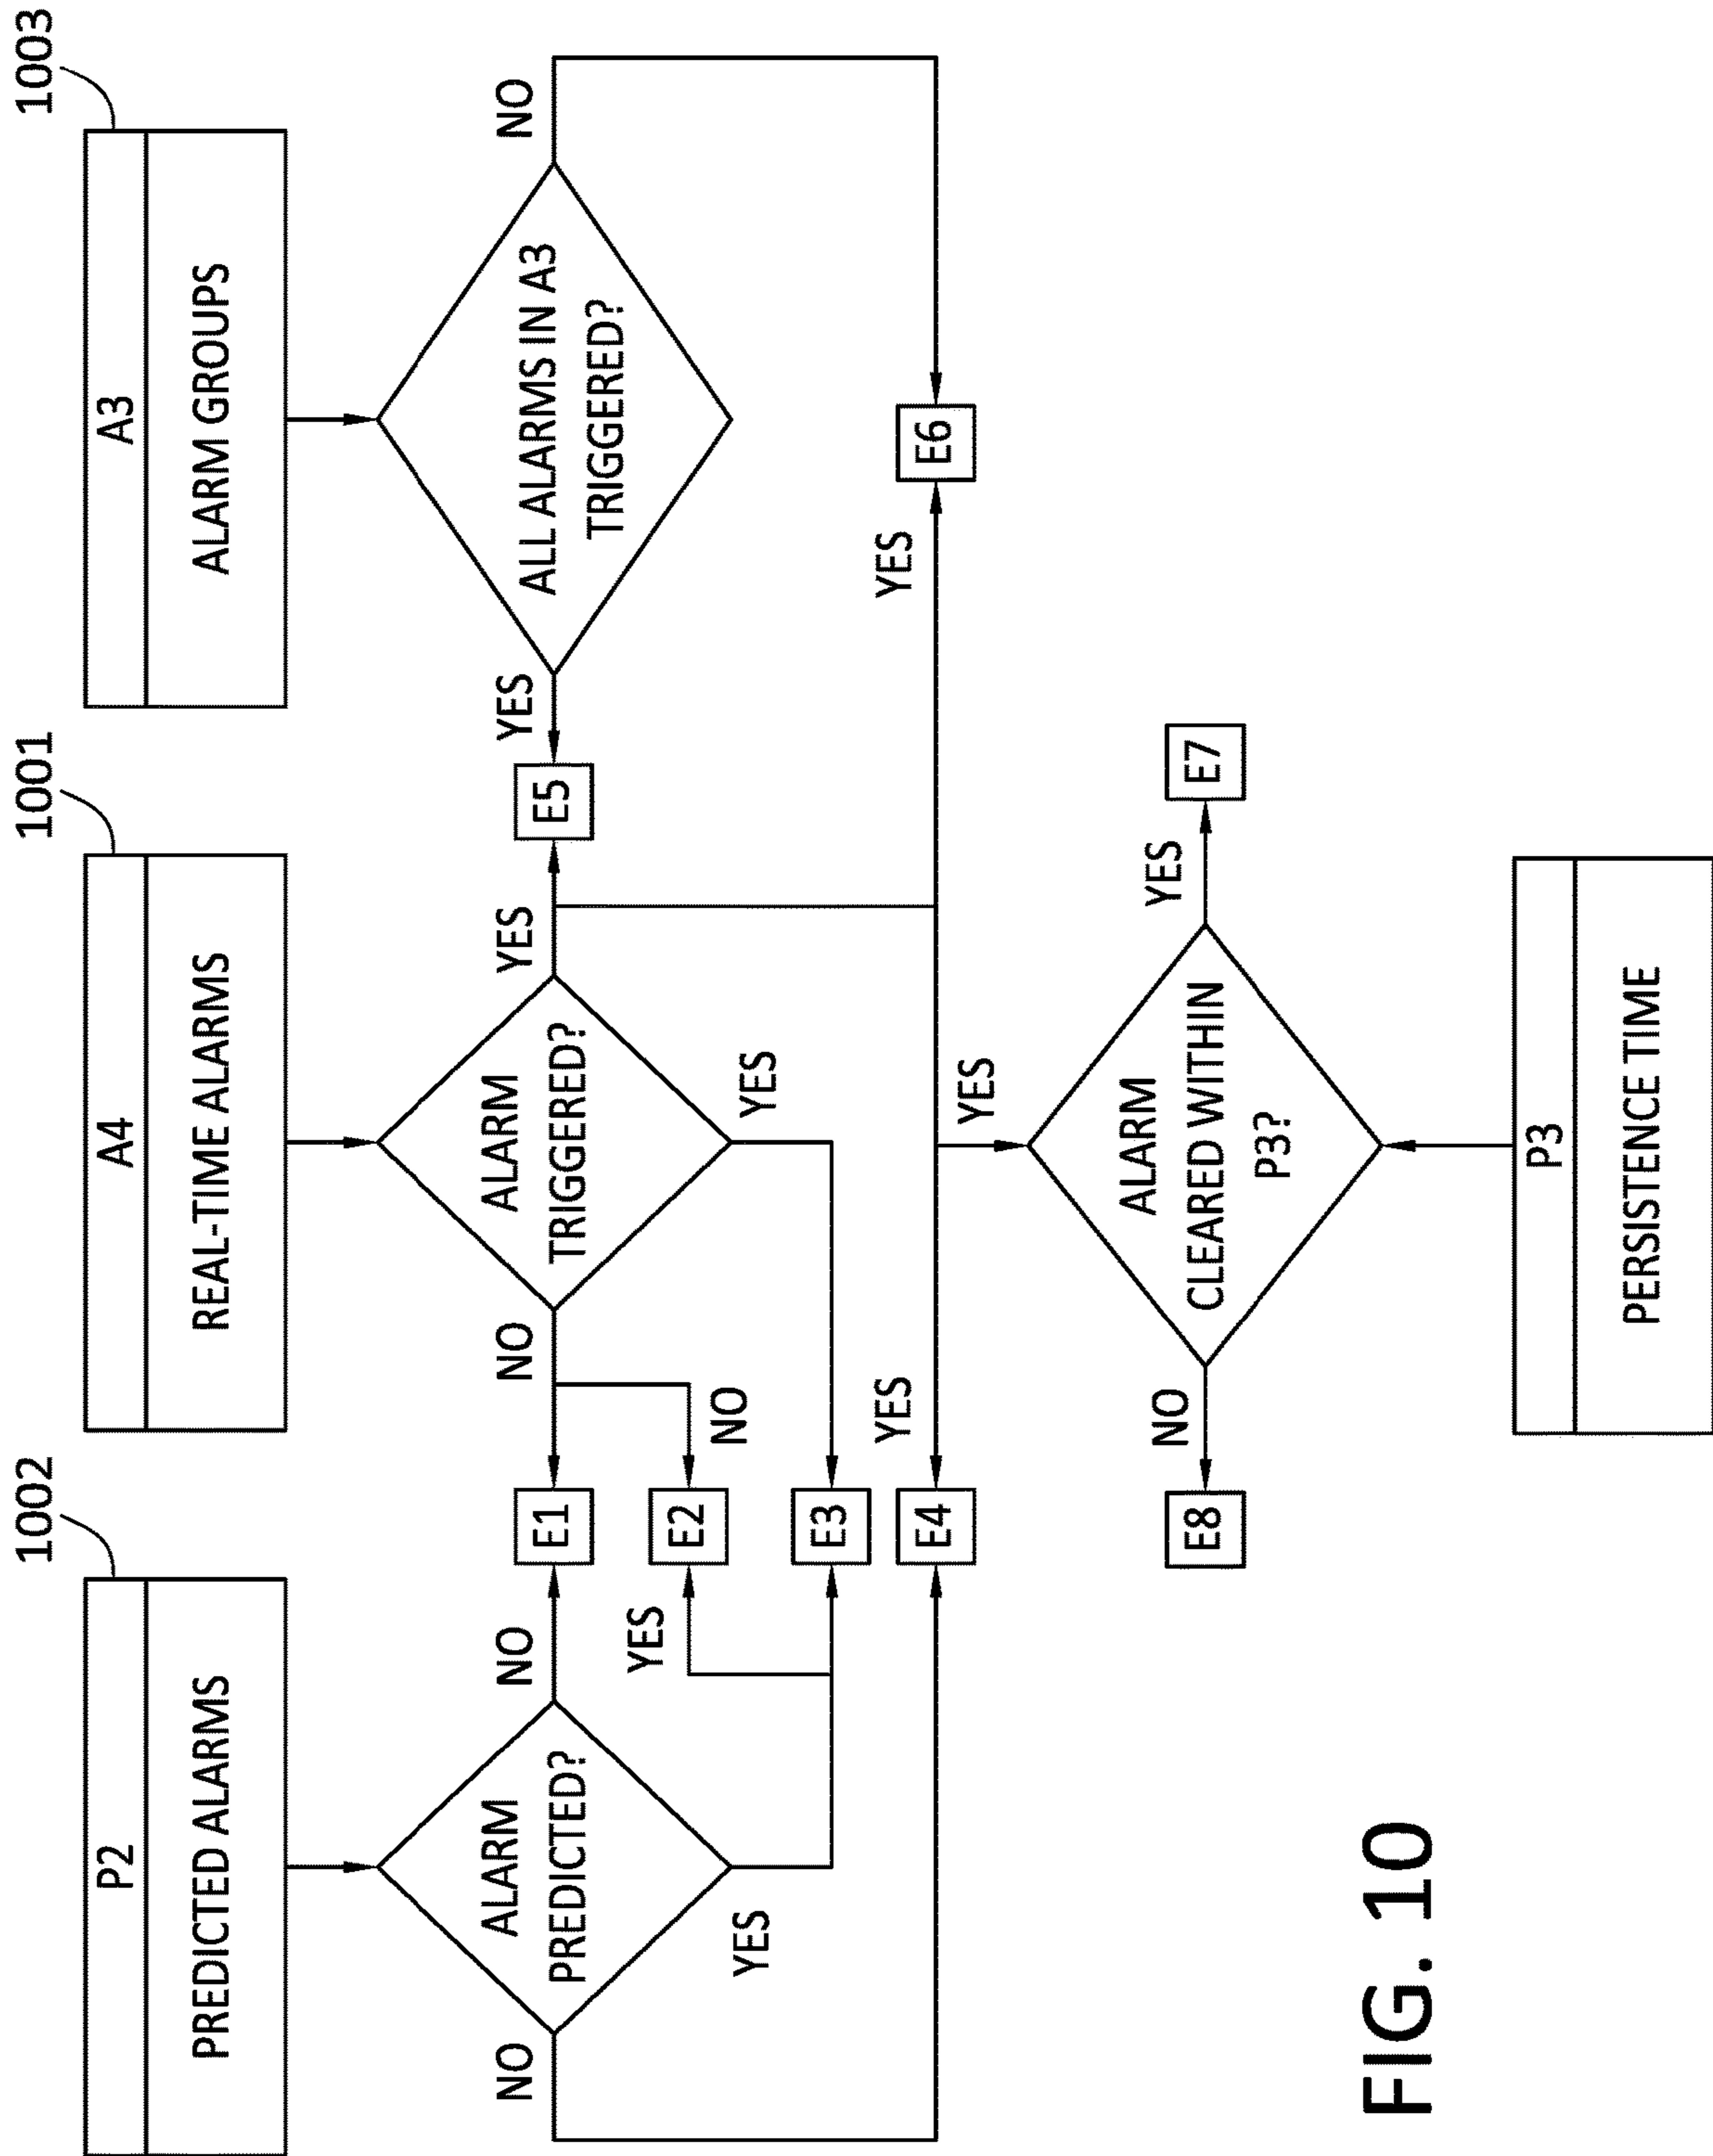 1002
1001
1003
P2
PREDICTED ALARMS
A4
REAL-TIME ALARMS
A3
ALARM GROUPS
ALARM
PREDICTED?
ALARM
TRIGGERED?
ALL ALARMS IN A3
TRIGGERED?
NO
NO
E1
NO
YES
E5
YES
NO
YES
YES
E2
NO
YES
E3
YES
E4
YES
YES
YES
E6
ALARM
CLEARED WITHIN
P3?
E8
NO
YES
E7
P3
PERSISTENCE TIME
FIG. 10